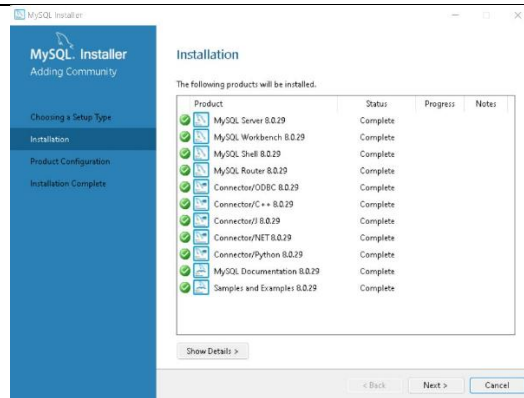 MySQL Installer
MySQL. Installer
Adding Community
Choosing a Setup Type
Installation
Product Configuration
Installation Complete
Installation
The following products will be installed.
Product Status Progress Notes
MySQL Server 8.0.29 Complete
MySQL Workbench 8.0.29 Complete
MySQL Shell 8.0.29 Complete
MySQL Router 8.0.29 Complete
Connector/ODBC 8.0.29 Complete
Connector/C++ 8.0.29 Complete
Connector/J 8.0.29 Complete
Connector/NET 8.0.29 Complete
Connector/Python 8.0.29 Complete
MySQL Documentation 8.0.29 Complete
Samples and Examples 8.0.29 Complete
Show Details >
< Back Next > Cancel